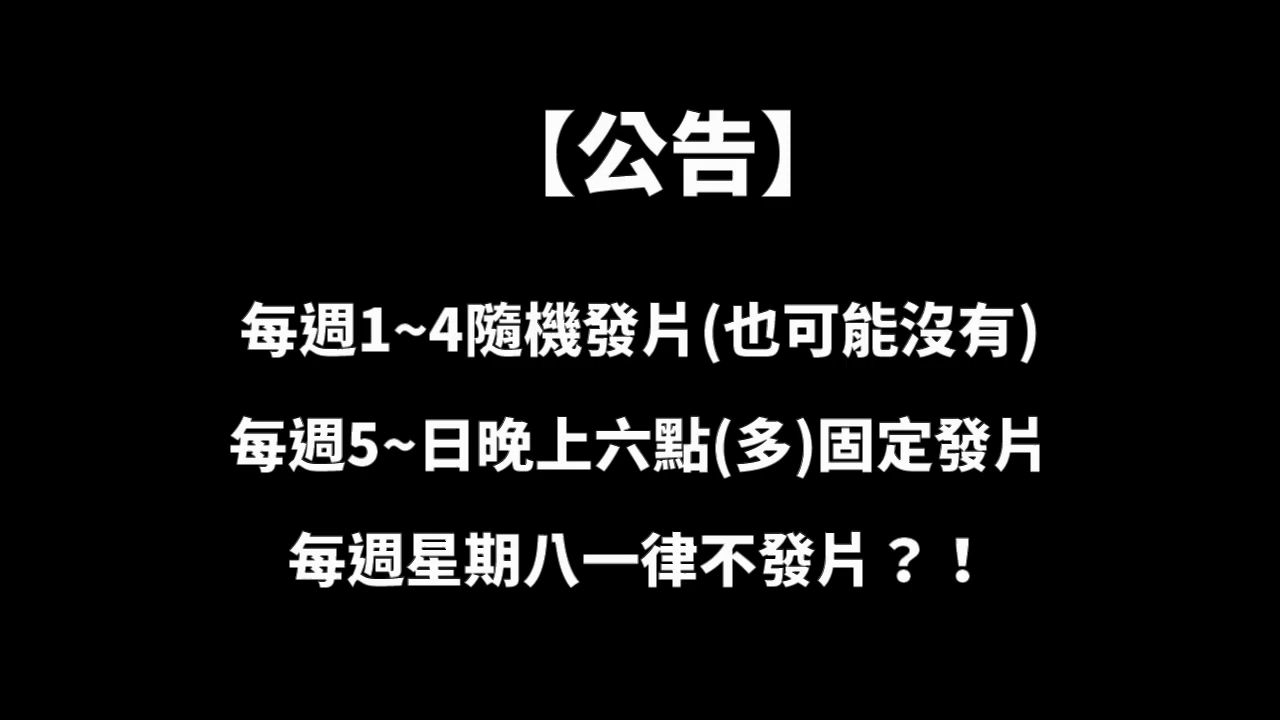 【公告】
每週1~4隨機發片(也可能沒有)
每週5~日晚上六點(多)固定發片
每週星期八一律不發片？！